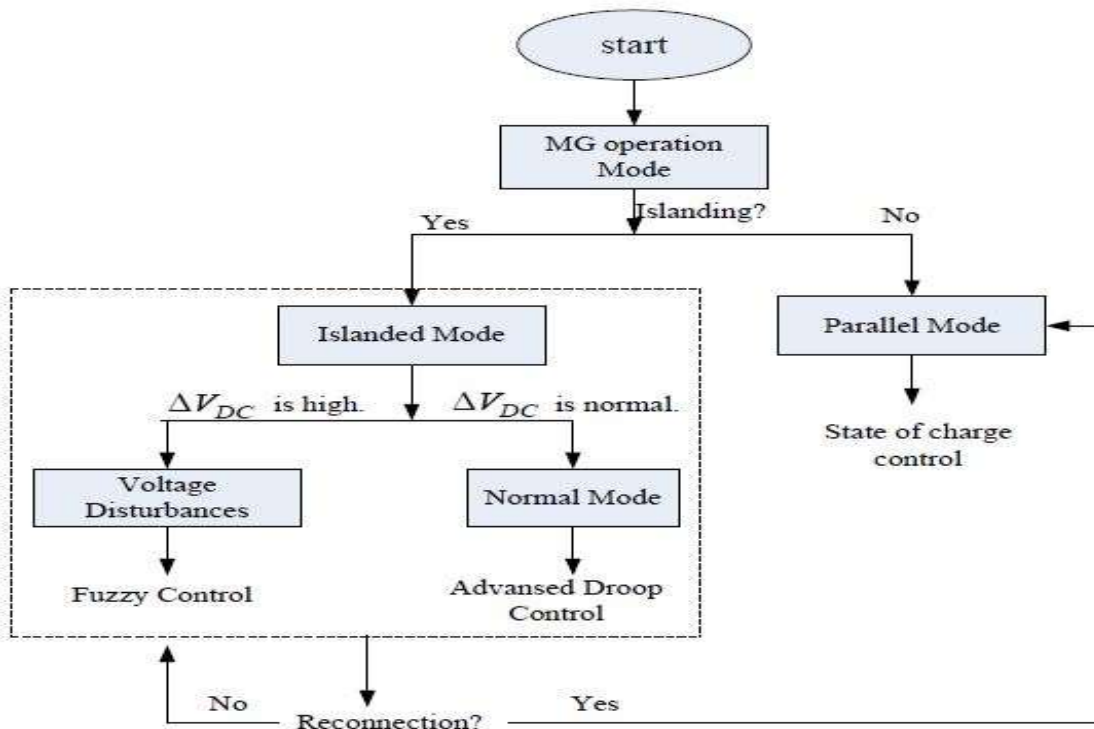 start
MG operation
Mode
Islanding?
Yes
No
Islanded Mode
Parallel Mode
ΔV_DC is high.
ΔV_DC is normal.
State of charge
control
Voltage
Disturbances
Normal Mode
Fuzzy Control
Advansed Droop
Control
No
Reconnection?
Yes